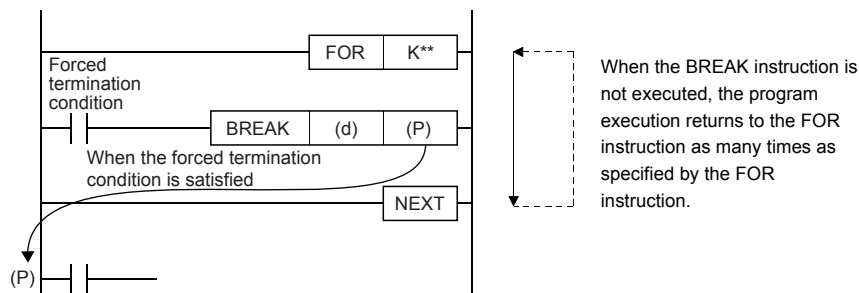 FOR K**
Forced
termination
condition
BREAK (d) (P)
When the forced termination
condition is satisfied
NEXT
(P)
When the BREAK instruction is
not executed, the program
execution returns to the FOR
instruction as many times as
specified by the FOR
instruction.